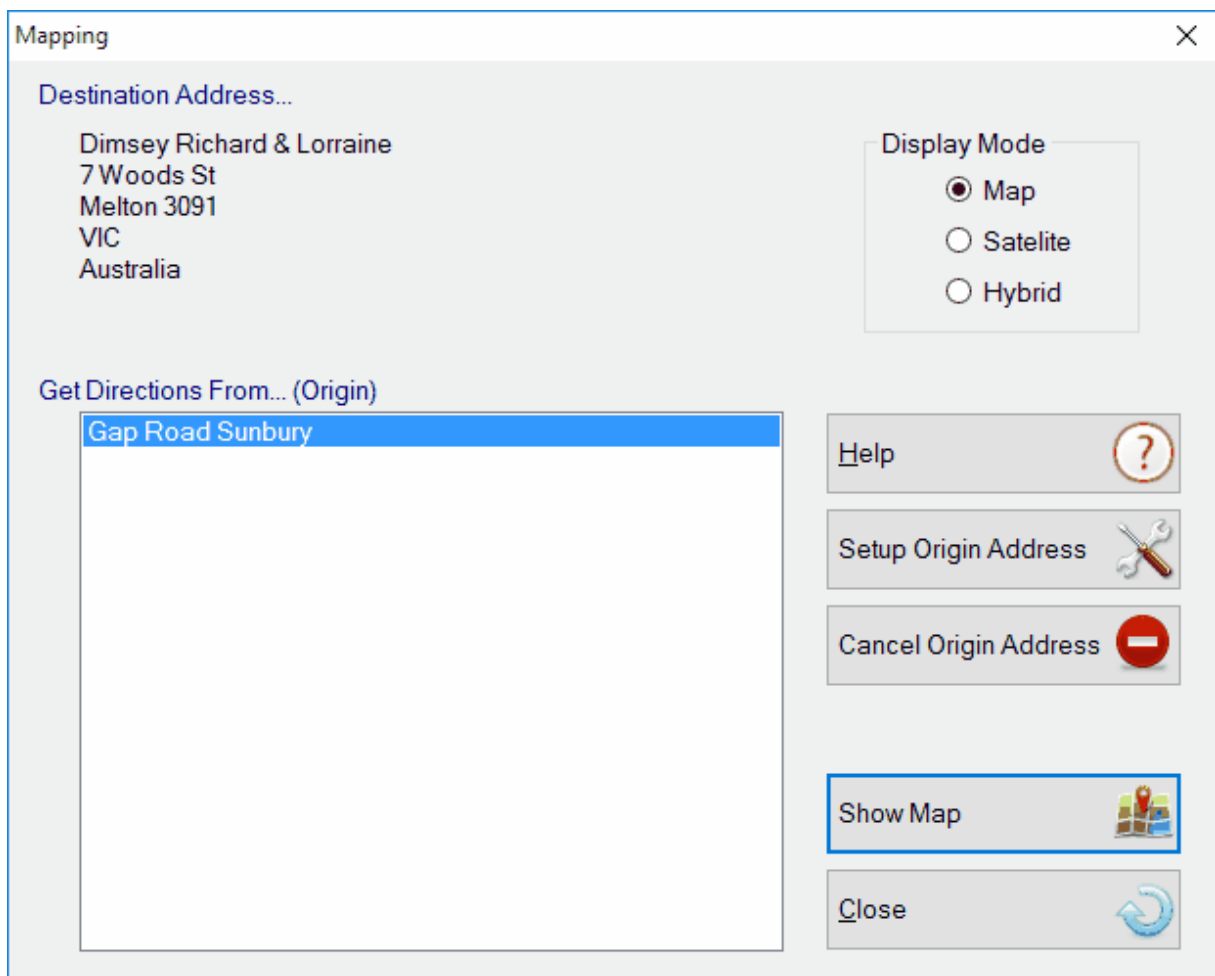 Mapping
Destination Address...
Dimsey Richard & Lorraine
7 Woods St
Melton 3091
VIC
Australia
Display Mode
Map
Satelite
Hybrid
Get Directions From... (Origin)
Gap Road Sunbury
Help
Setup Origin Address
Cancel Origin Address
Show Map
Close